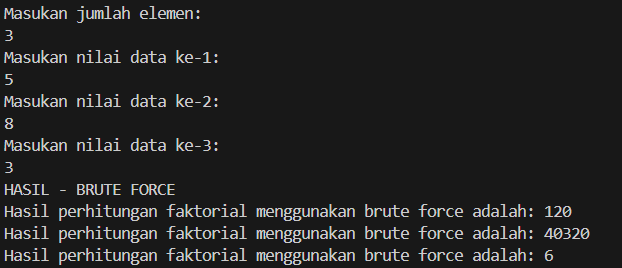 Masukan jumlah elemen:
3
Masukan nilai data ke-1:
5
Masukan nilai data ke-2:
8
Masukan nilai data ke-3:
3
HASIL - BRUTE FORCE
Hasil perhitungan faktorial menggunakan brute force adalah: 120
Hasil perhitungan faktorial menggunakan brute force adalah: 40320
Hasil perhitungan faktorial menggunakan brute force adalah: 6